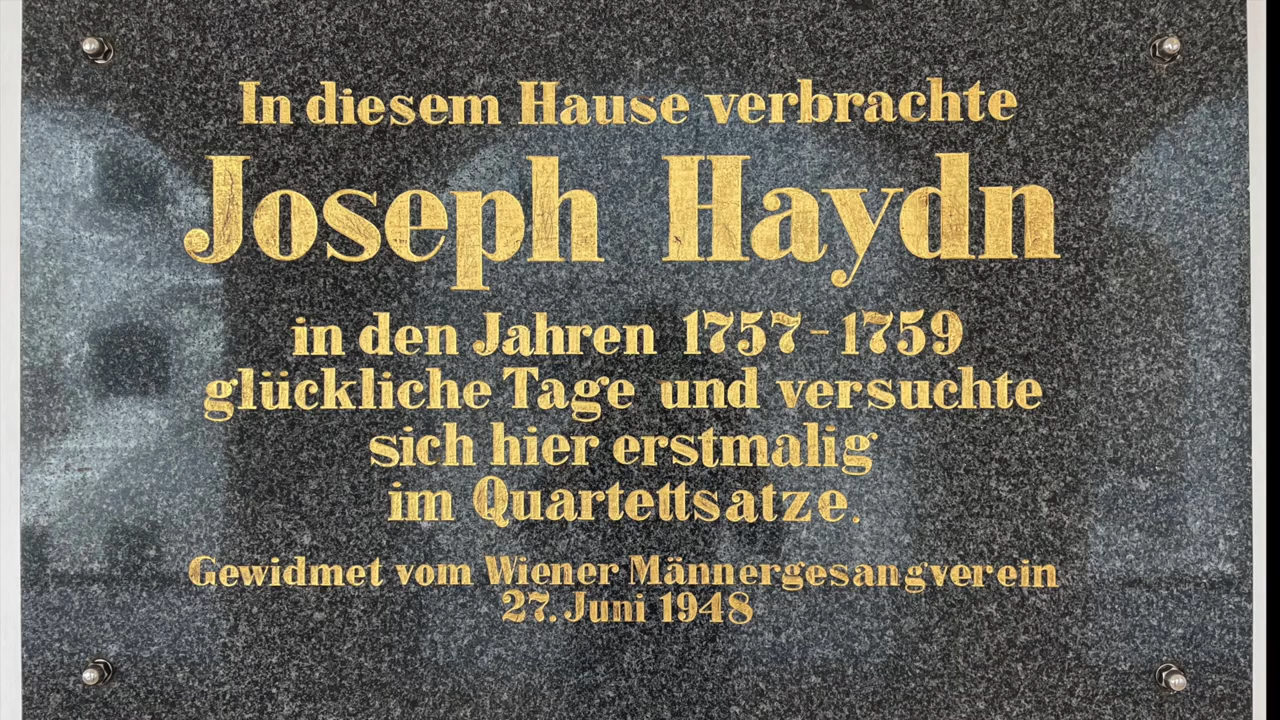 In diesem Hause verbrachte
Joseph Haydn
in den Jahren 1757-1759
glückliche Tage und versuchte
sich hier erstmalig
im Quartettsatze.
Gewidmet vom Wiener Männergesangverein
27. Juni 1948